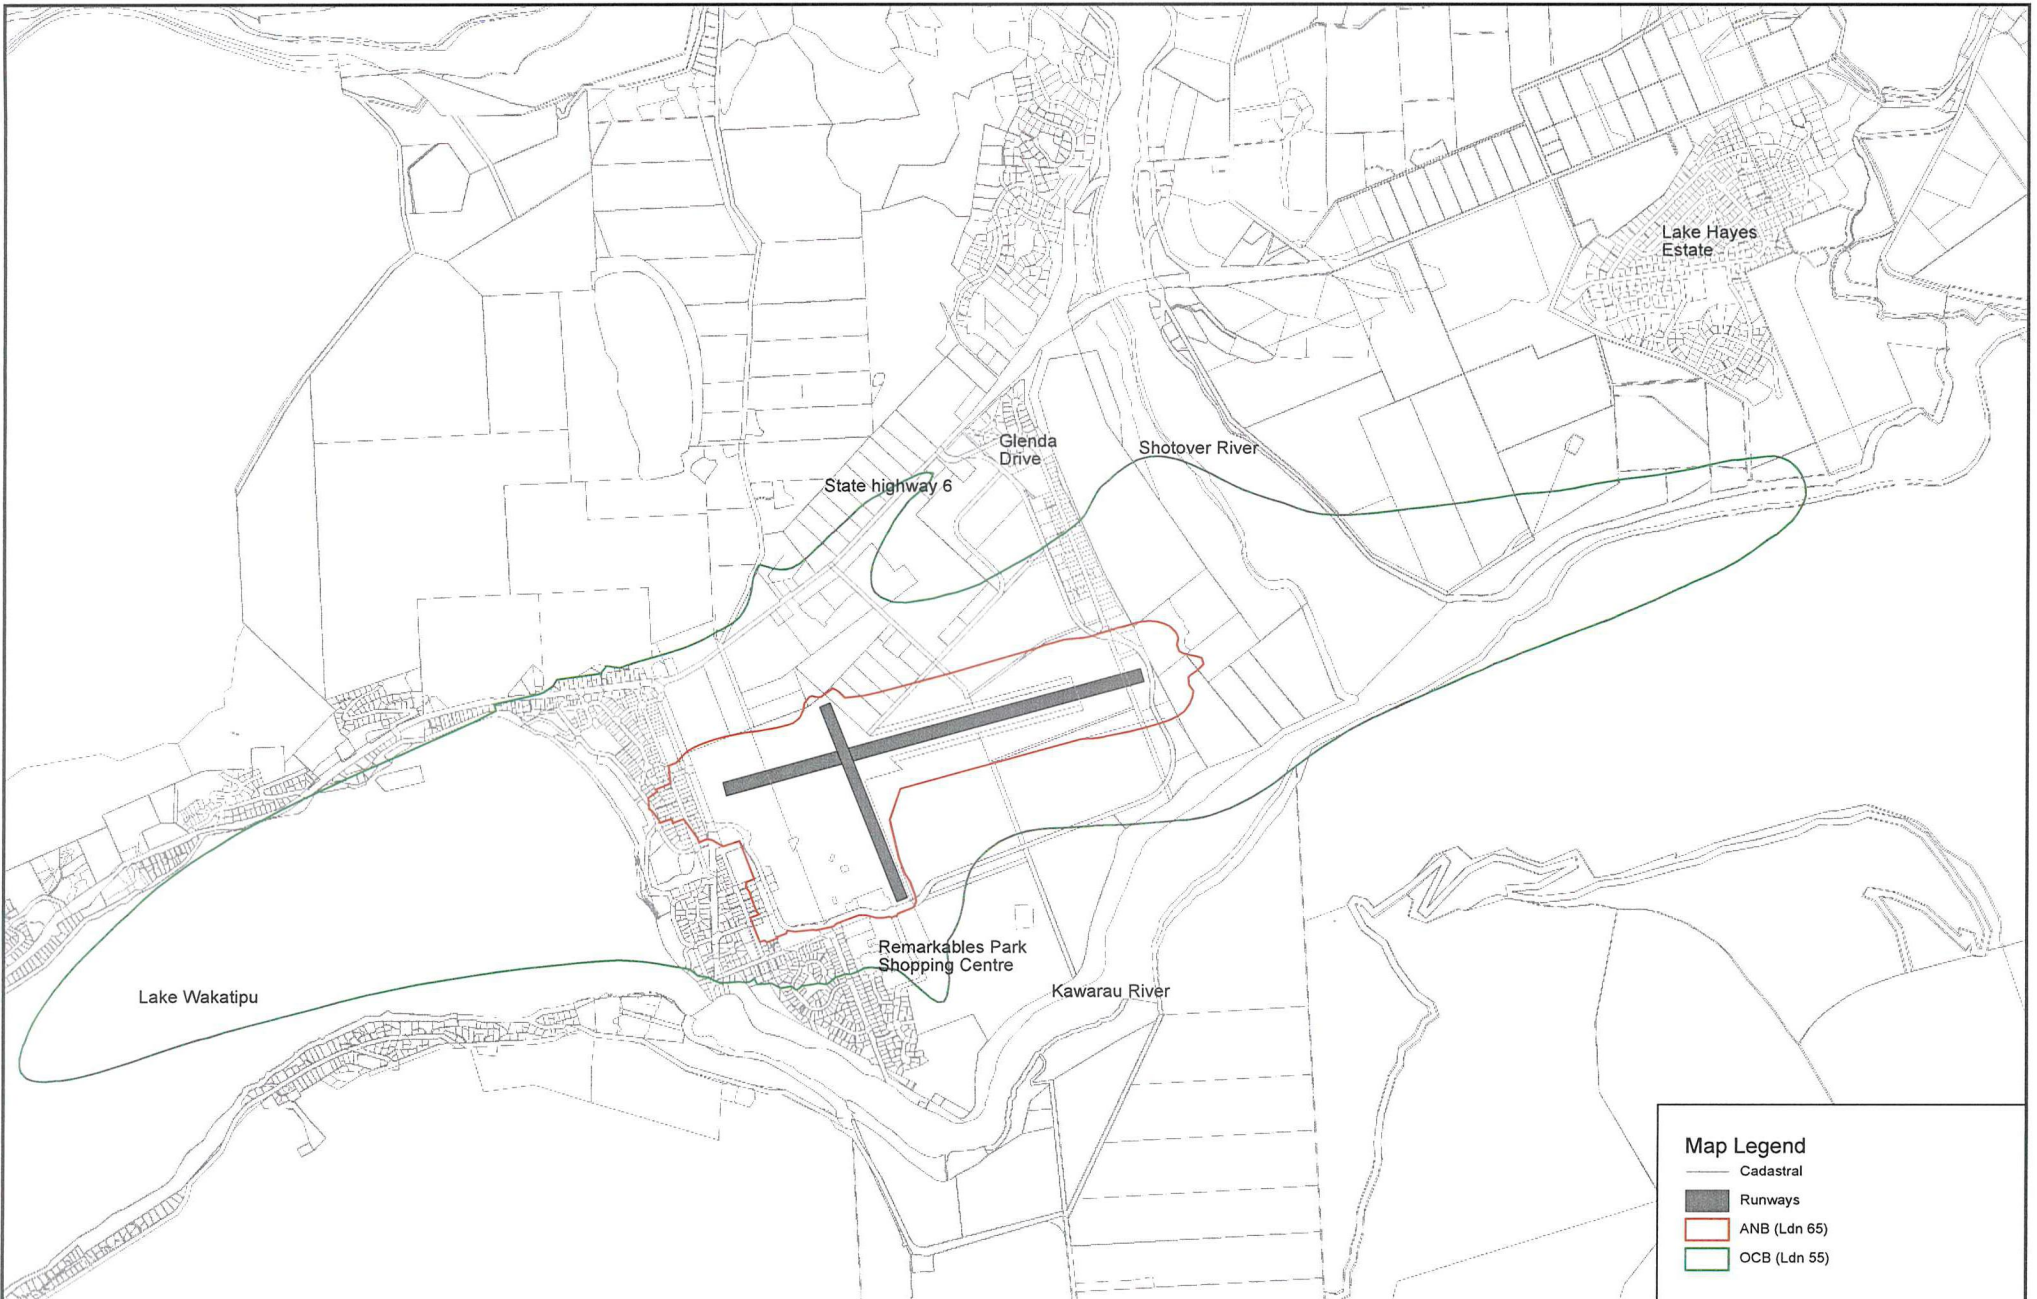 Lake Hayes
Estate
Glenda
Drive
Shotover River
State highway 6
Remarkables Park
Shopping Centre
Lake Wakatipu
Kawarau River
Map Legend
Cadastral
Runways
ANB (Ldn 65)
OCB (Ldn 55)